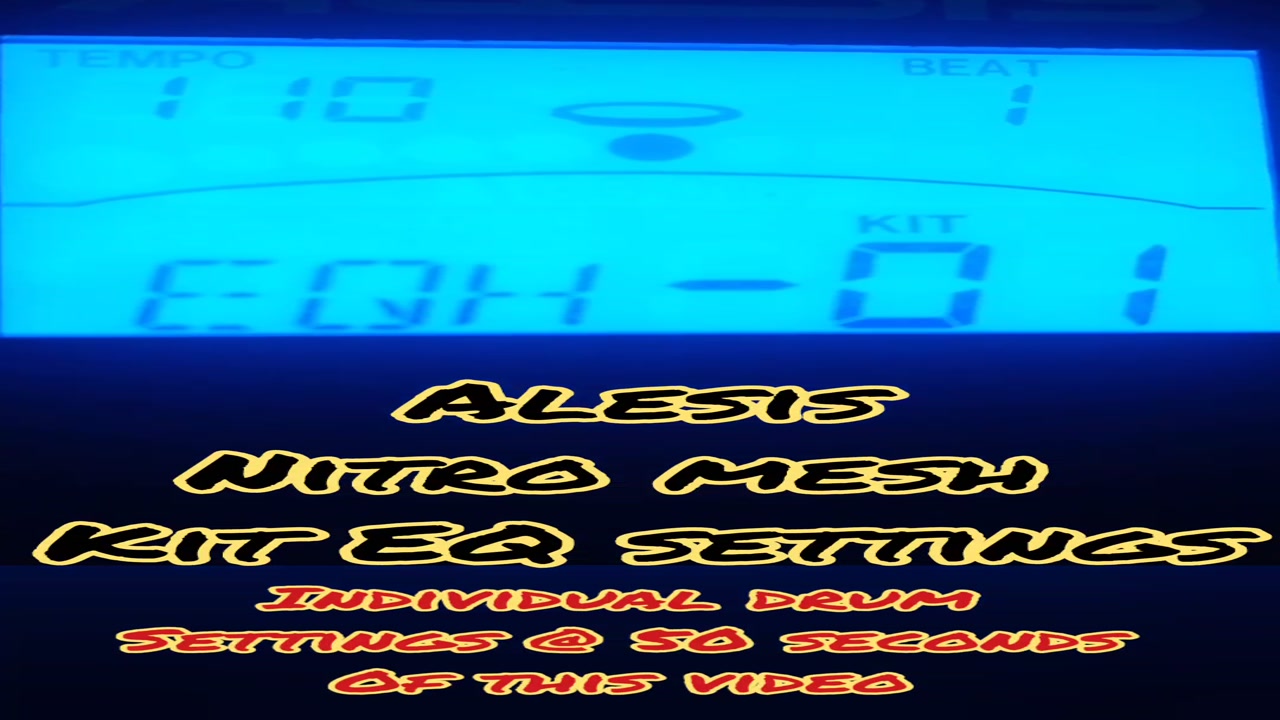 TEMPO BEAT
110 1
KIT
EQH -01
ALESIS
NITRO MESH
KIT EQ SETTINGS
INDIVIDUAL DRUM
SETTINGS @ 50 SECONDS
OF THIS VIDEO